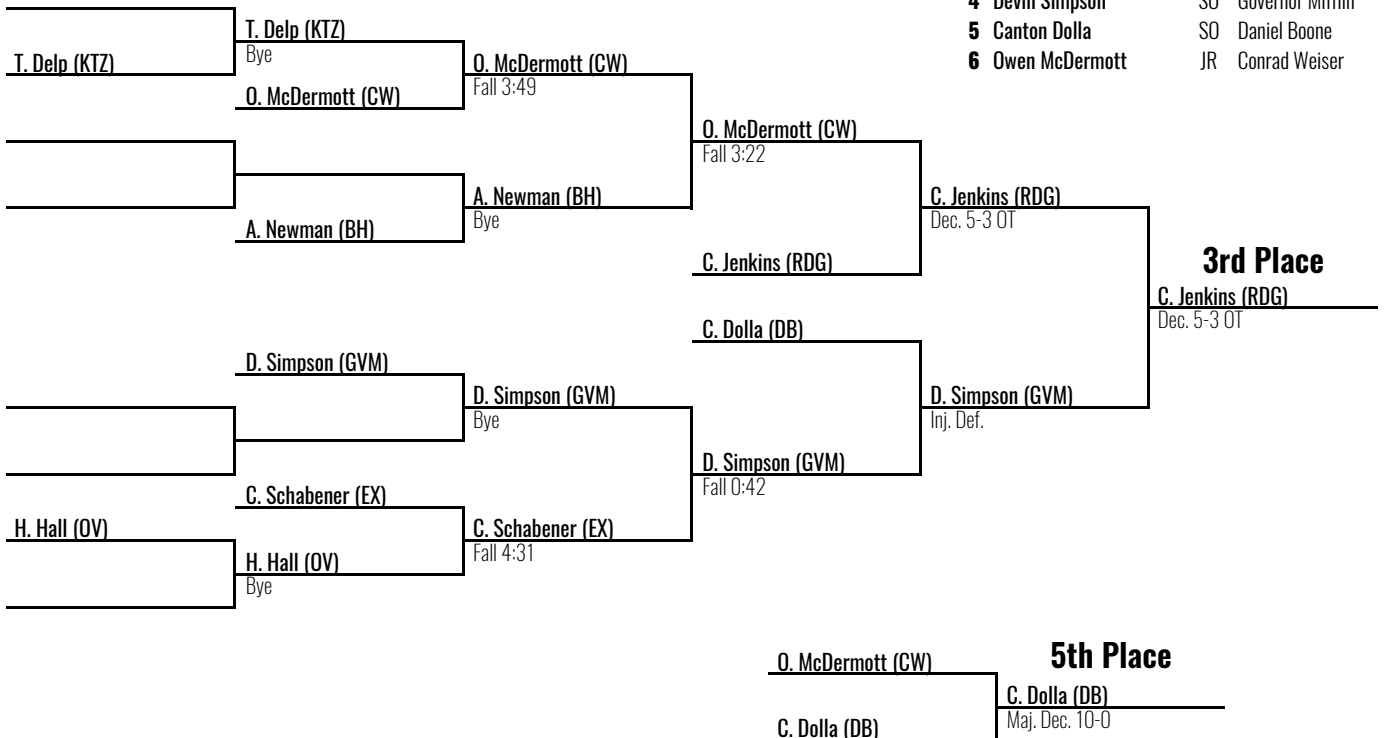 4 Devin Simpson SO Governor Mifflin
5 Canton Dolla SO Daniel Boone
6 Owen McDermott JR Conrad Weiser
T. Delp (KTZ)
Bye
T. Delp (KTZ)
O. McDermott (CW)
Fall 3:49
O. McDermott (CW)
O. McDermott (CW)
Fall 3:22
A. Newman (BH)
Bye
A. Newman (BH)
C. Jenkins (RDG)
Dec. 5-3 OT
C. Jenkins (RDG)
3rd Place
C. Jenkins (RDG)
Dec. 5-3 OT
C. Dolla (DB)
D. Simpson (GVM)
D. Simpson (GVM)
Bye
D. Simpson (GVM)
Inj. Def.
D. Simpson (GVM)
Fall 0:42
C. Schabener (EX)
H. Hall (OV)
C. Schabener (EX)
Fall 4:31
H. Hall (OV)
Bye
5th Place
O. McDermott (CW)
C. Dolla (DB)
Maj. Dec. 10-0
C. Dolla (DB)